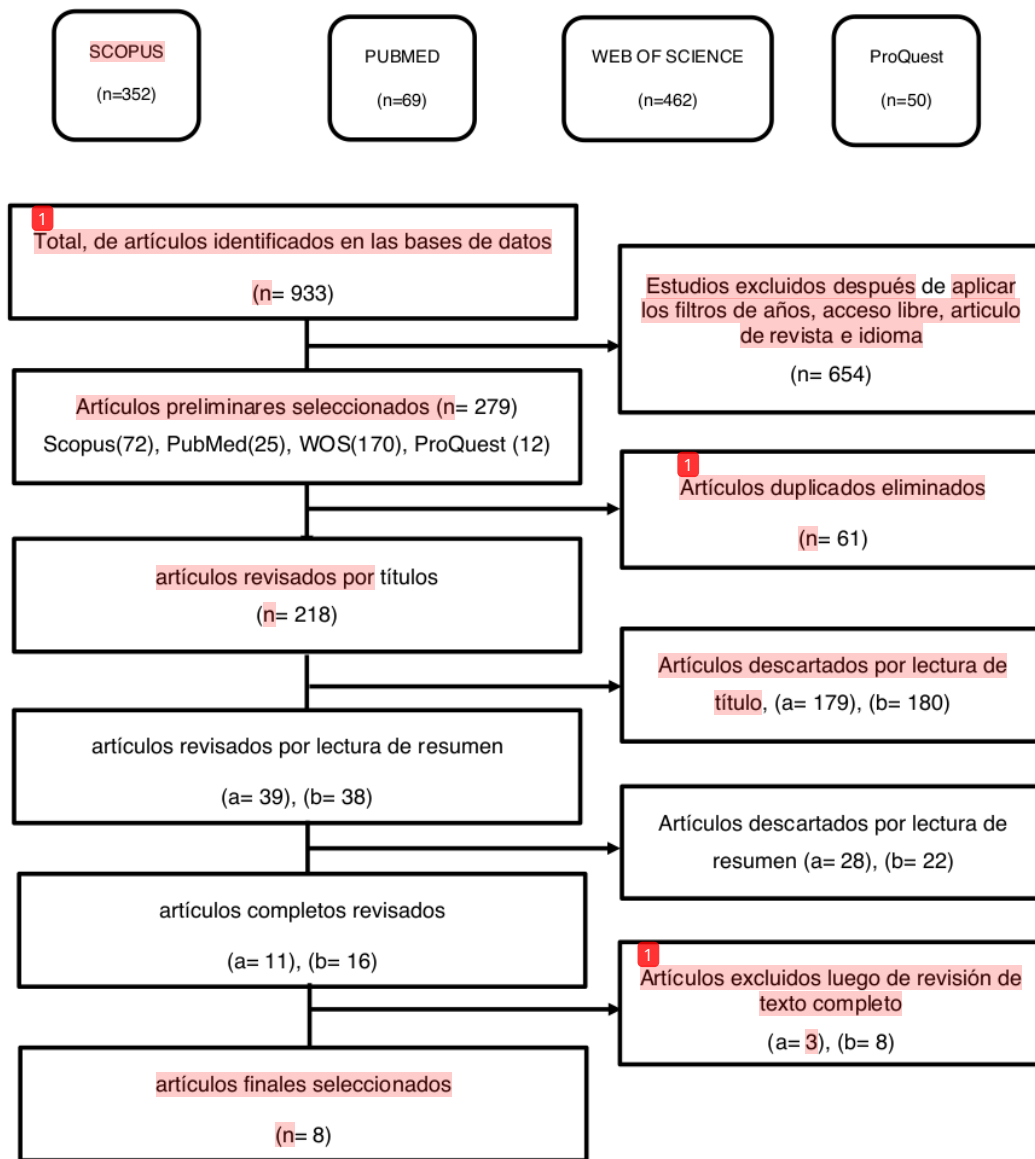 SCOPUS
(n=352)
PUBMED
(n=69)
WEB OF SCIENCE
(n=462)
ProQuest
(n=50)
1
Total, de artículos identificados en las bases de datos
(n= 933)
Estudios excluidos después de aplicar
los filtros de años, acceso libre, articulo
de revista e idioma
(n= 654)
Artículos preliminares seleccionados (n= 279)
Scopus(72), PubMed(25), WOS(170), ProQuest (12)
1
Artículos duplicados eliminados
(n= 61)
artículos revisados por títulos
(n= 218)
Artículos descartados por lectura de
título, (a= 179), (b= 180)
artículos revisados por lectura de resumen
(a= 39), (b= 38)
Artículos descartados por lectura de
resumen (a= 28), (b= 22)
artículos completos revisados
(a= 11), (b= 16)
1
Artículos excluidos luego de revisión de
texto completo
(a= 3), (b= 8)
artículos finales seleccionados
(n= 8)